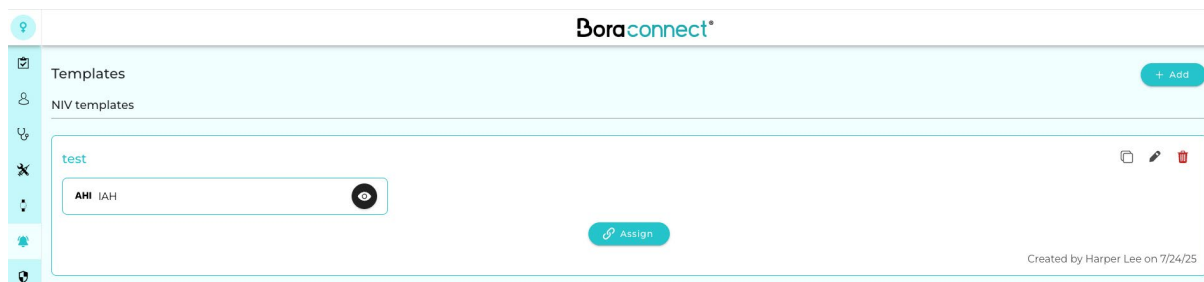 Boraconnect
Templates
+ Add
NIV templates
test
AHI IAH
Assign
Created by Harper Lee on 7/24/25